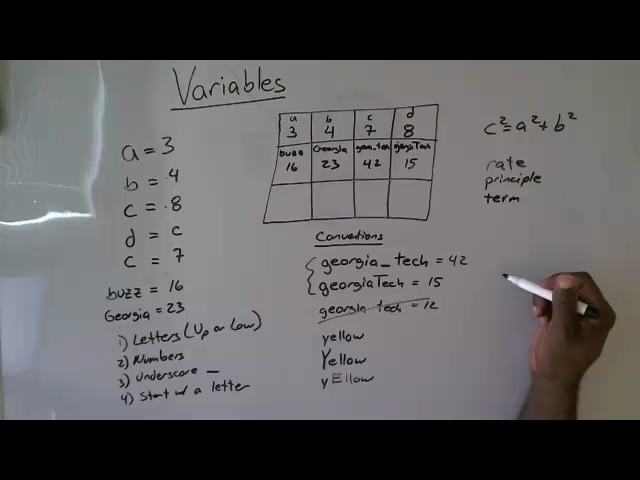 Variables
a = 3
b = 4
c = 8
d = c
c = 7
buzz = 16
Georgia = 23
1) Letters (Up or Low)
2) Numbers
3) Underscore _
4) Start w/ a letter
a b c d
3 4 7 8
buzz Georgia geor_tech georgiaTech
16 23 42 15
Conventions
georgia_tech = 42
georgiaTech = 15
georgia tech = 12
yellow
Yellow
yEllow
c²=a²+b²
rate
principle
term